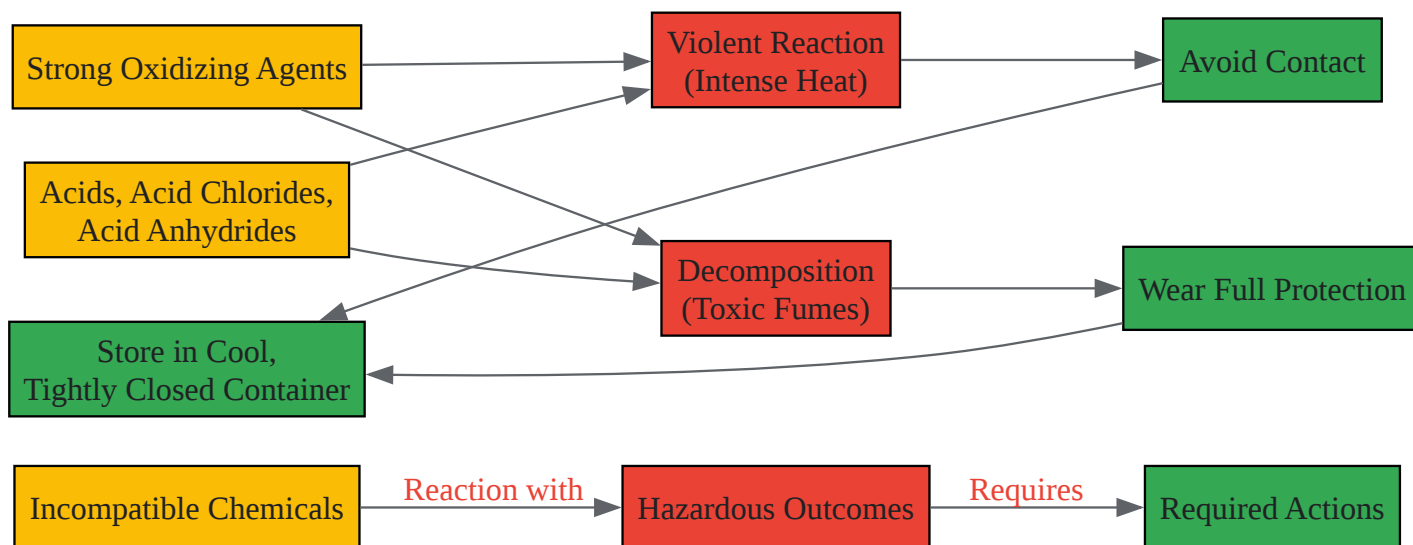 Strong Oxidizing Agents
Violent Reaction
(Intense Heat)
Avoid Contact
Acids, Acid Chlorides,
Acid Anhydrides
Decomposition
(Toxic Fumes)
Wear Full Protection
Store in Cool,
Tightly Closed Container
Incompatible Chemicals
Reaction with
Hazardous Outcomes
Requires
Required Actions